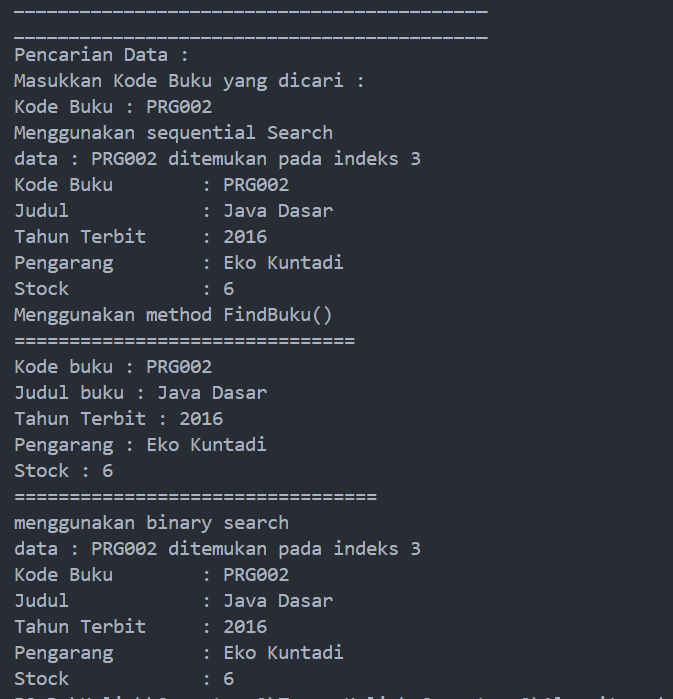 ___________________________________________
___________________________________________
Pencarian Data :
Masukkan Kode Buku yang dicari :
Kode Buku : PRG002
Menggunakan sequential Search
data : PRG002 ditemukan pada indeks 3
Kode Buku        : PRG002
Judul            : Java Dasar
Tahun Terbit     : 2016
Pengarang        : Eko Kuntadi
Stock            : 6
Menggunakan method FindBuku()
===============================
Kode buku : PRG002
Judul buku : Java Dasar
Tahun Terbit : 2016
Pengarang : Eko Kuntadi
Stock : 6
=================================
menggunakan binary search
data : PRG002 ditemukan pada indeks 3
Kode Buku        : PRG002
Judul            : Java Dasar
Tahun Terbit     : 2016
Pengarang        : Eko Kuntadi
Stock            : 6